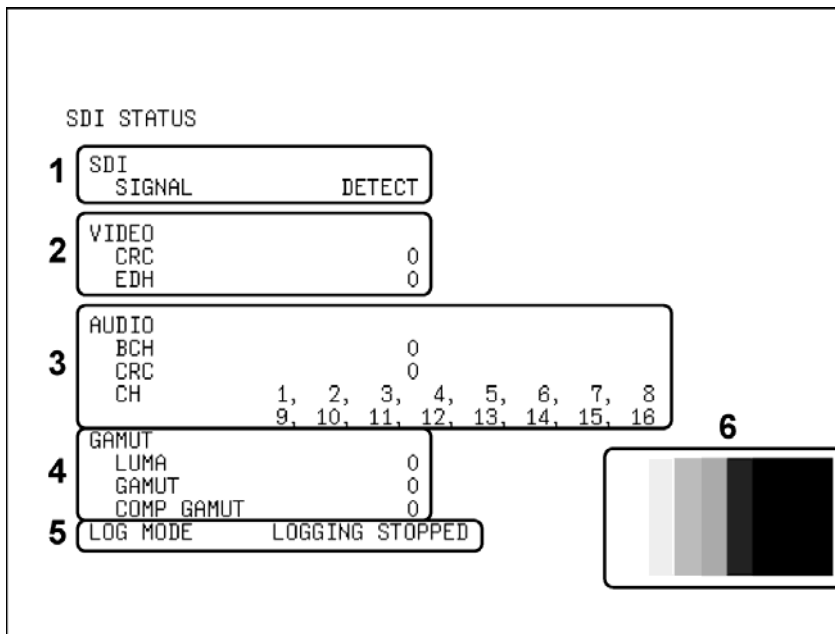 SDI STATUS
1
SDI
SIGNAL DETECT
2
VIDEO
CRC 0
EDH 0
3
AUDIO
BCH 0
CRC 0
CH 1, 2, 3, 4, 5, 6, 7, 8
9, 10, 11, 12, 13, 14, 15, 16
4
GAMUT
LUMA 0
GAMUT 0
COMP GAMUT 0
5
LOG MODE LOGGING STOPPED
6